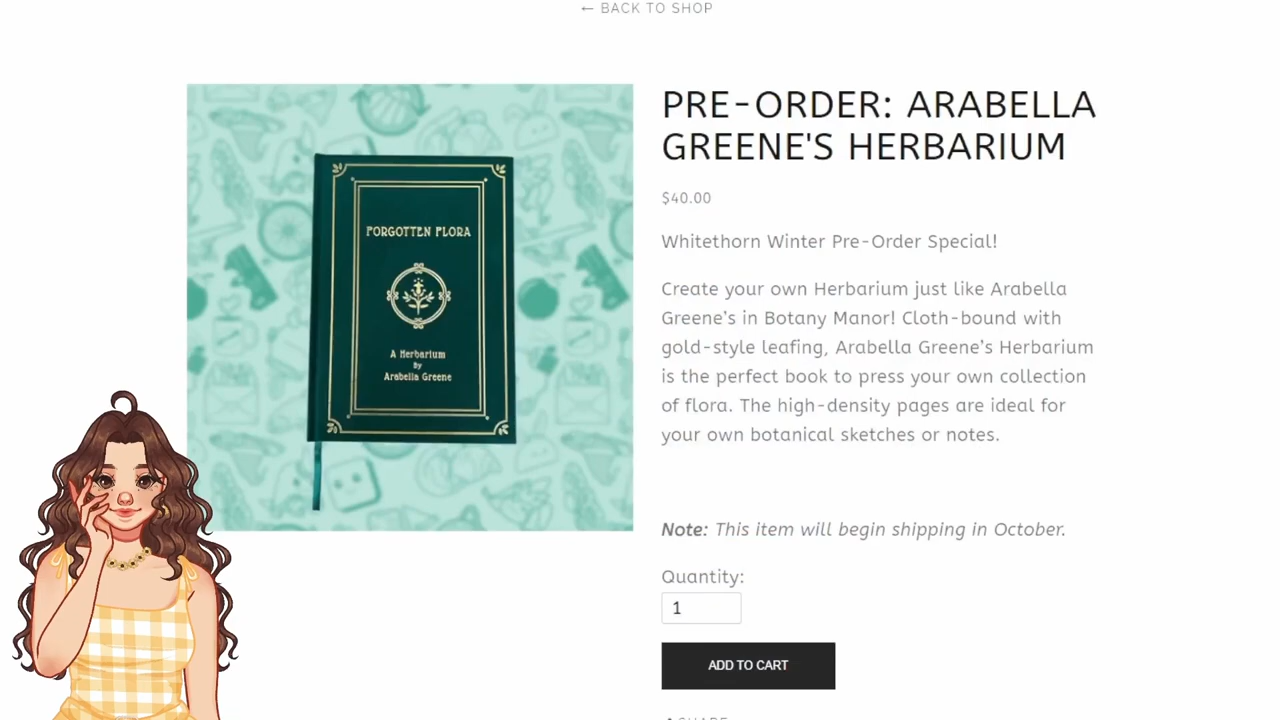 ← BACK TO SHOP
PRE-ORDER: ARABELLA
GREENE'S HERBARIUM
$40.00
Whitethorn Winter Pre-Order Special!
Create your own Herbarium just like Arabella
Greene’s in Botany Manor! Cloth-bound with
gold-style leafing, Arabella Greene’s Herbarium
is the perfect book to press your own collection
of flora. The high-density pages are ideal for
your own botanical sketches or notes.
Note: This item will begin shipping in October.
Quantity:
1
ADD TO CART
SHARE
FORGOTTEN FLORA
A Herbarium
By
Arabella Greene